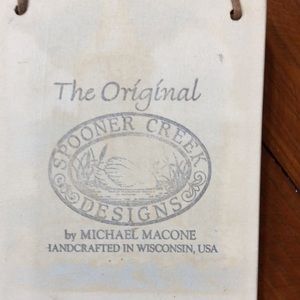 The Original
SPOONER CREEK
DESIGNS
by MICHAEL MACONE
HANDCRAFTED IN WISCONSIN, USA